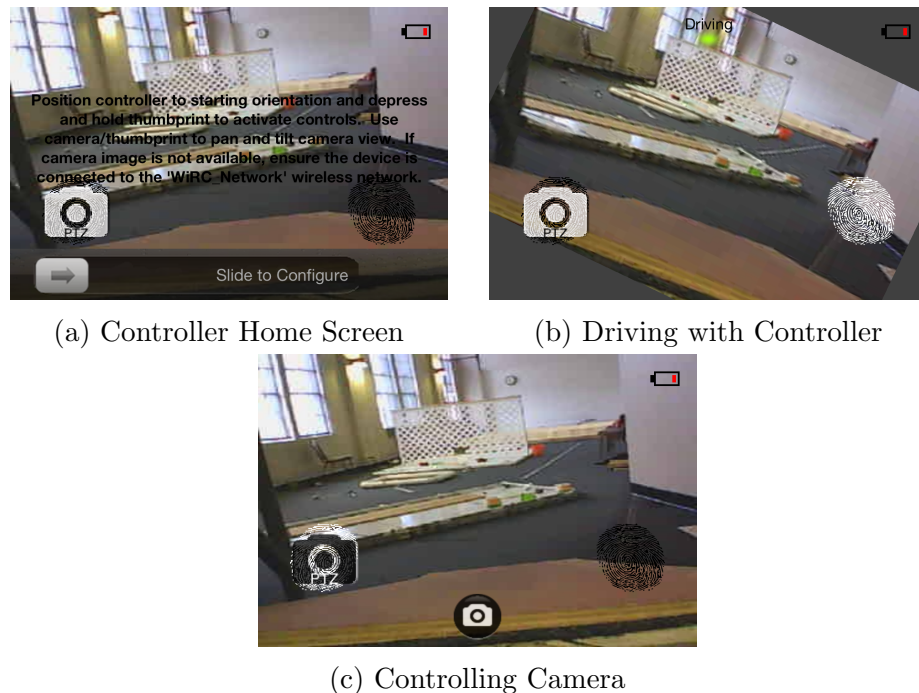 Position controller to starting orientation and depress
and hold thumbprint to activate controls. Use
camera/thumbprint to pan and tilt camera view. If
camera image is not available, ensure the device is
connected to the 'WiRC_Network' wireless network.
PTZ
Slide to Configure
Driving
PTZ
(a) Controller Home Screen
(b) Driving with Controller
PTZ
(c) Controlling Camera